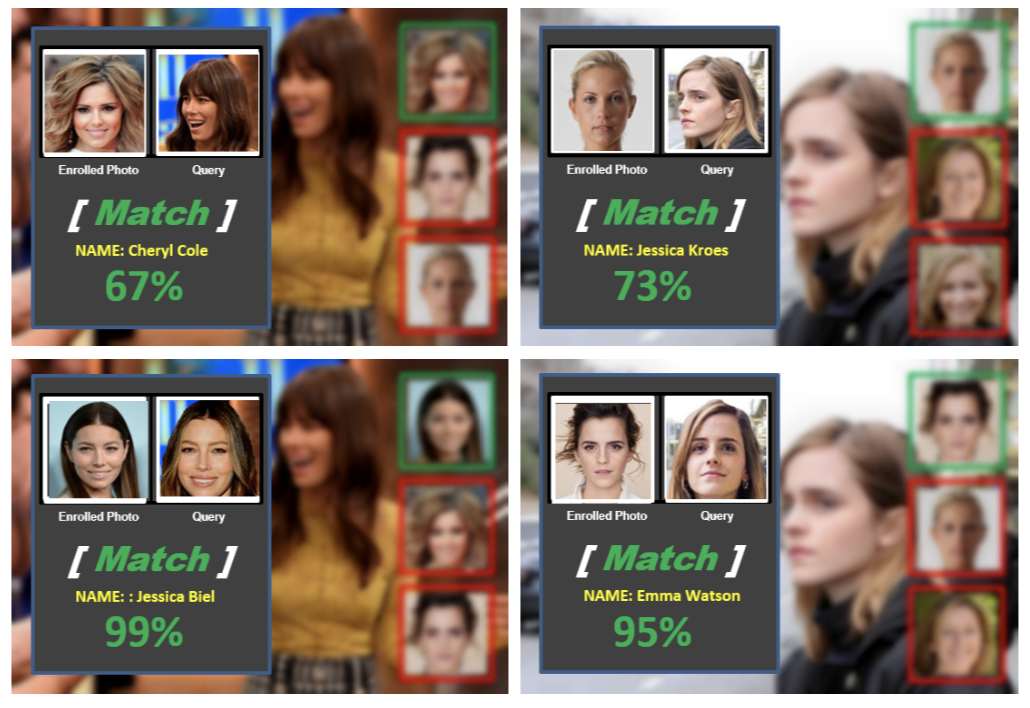 Enrolled Photo Query
[ Match ]
NAME: Cheryl Cole
67%
Enrolled Photo Query
[ Match ]
NAME: Jessica Kroes
73%
Enrolled Photo Query
[ Match ]
NAME: : Jessica Biel
99%
Enrolled Photo Query
[ Match ]
NAME: Emma Watson
95%